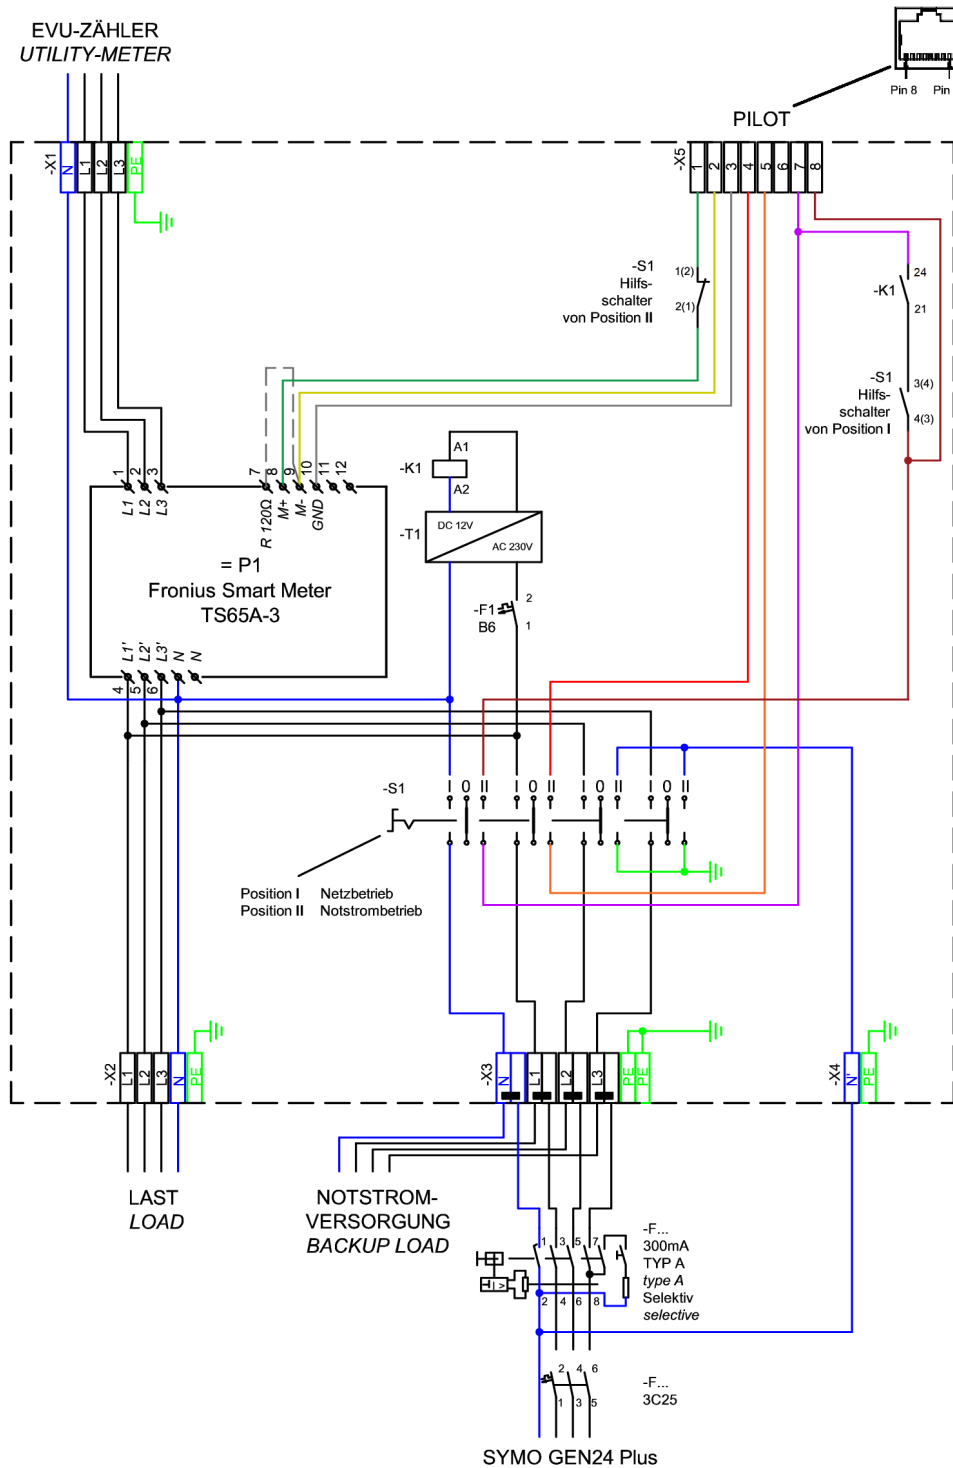 EVU-ZÄHLER
UTILITY-METER
Pin 8 Pin
PILOT
-X1 N L1 L2 L3 PE
-X5 1 2 3 4 5 6 7 8
-S1
Hilfs-
schalter
von Position II
1(2)
2(1)
24
-K1
21
-S1
Hilfs-
schalter
von Position I
3(4)
4(3)
1 2 3
7 8 9 10 11 12
L1 L2 L3
R 120Ω M+ M- GND
= P1
Fronius Smart Meter
TS65A-3
L1' L2' L3' N N
4 5 6
A1
-K1
A2
-T1
DC 12V
AC 230V
-F1
B6
2
1
-S1
I 0 II I 0 II I 0 II I 0 II
Position I Netzbetrieb
Position II Notstrombetrieb
-X2 L1 L2 L3 N PE
-X3 N L1 L2 L3 PE PE
-X4 N' PE
LAST
LOAD
NOTSTROM-
VERSORGUNG
BACKUP LOAD
1 3 5 7
2 4 6 8
I >
-F...
300mA
TYP A
type A
Selektiv
selective
2 4 6
1 3 5
-F...
3C25
SYMO GEN24 Plus